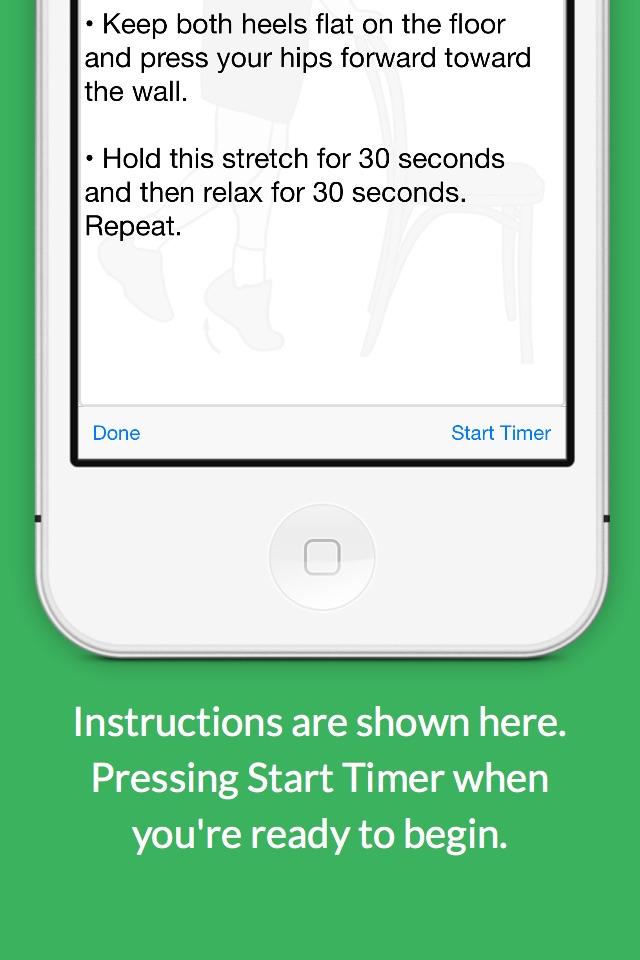 • Keep both heels flat on the floor
and press your hips forward toward
the wall.
• Hold this stretch for 30 seconds
and then relax for 30 seconds.
Repeat.
Done
Start Timer
Instructions are shown here.
Pressing Start Timer when
you're ready to begin.